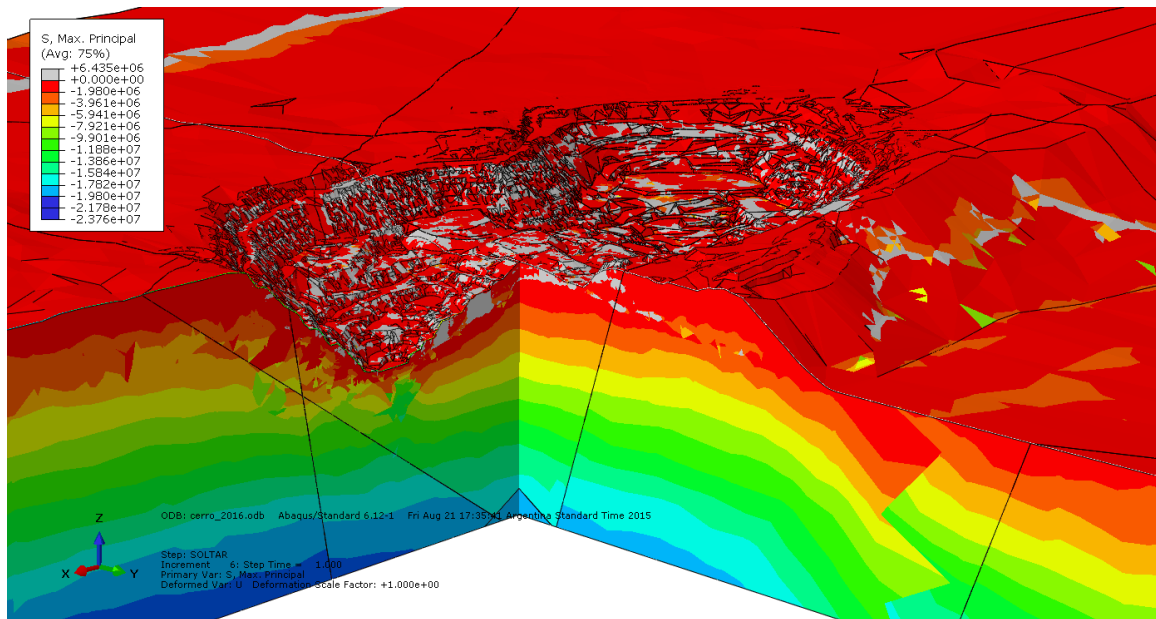 S, Max. Principal
(Avg: 75%)
+6.435e+06
+0.000e+00
-1.980e+06
-3.961e+06
-5.941e+06
-7.921e+06
-9.901e+06
-1.188e+07
-1.386e+07
-1.584e+07
-1.782e+07
-1.980e+07
-2.178e+07
-2.376e+07
ODB: cerro_2016.odb Abaqus/Standard 6.12-1 Fri Aug 21 17:35:41 Argentina Standard Time 2015
Z
X Y
Step: SOLTAR
Increment 6: Step Time = 1.000
Primary Var: S, Max. Principal
Deformed Var: U Deformation Scale Factor: +1.000e+00